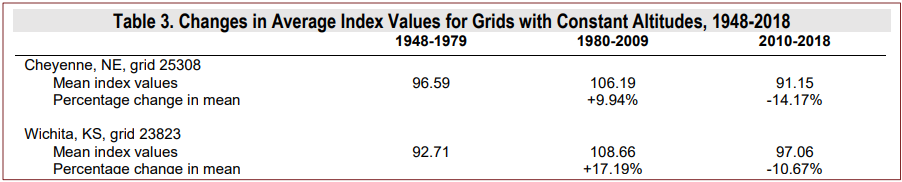 Table 3. Changes in Average Index Values for Grids with Constant Altitudes, 1948-2018
1948-1979 1980-2009 2010-2018
Cheyenne, NE, grid 25308
Mean index values 96.59 106.19 91.15
Percentage change in mean +9.94% -14.17%
Wichita, KS, grid 23823
Mean index values 92.71 108.66 97.06
Percentage change in mean +17.19% -10.67%